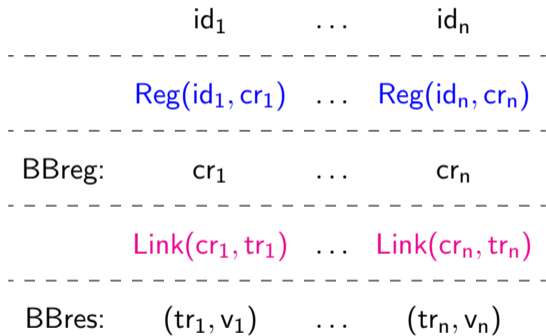 id₁ ... idₙ
Reg(id₁, cr₁) ... Reg(idₙ, crₙ)
BBreg: cr₁ ... crₙ
Link(cr₁, tr₁) ... Link(crₙ, trₙ)
BBres: (tr₁, v₁) ... (trₙ, vₙ)